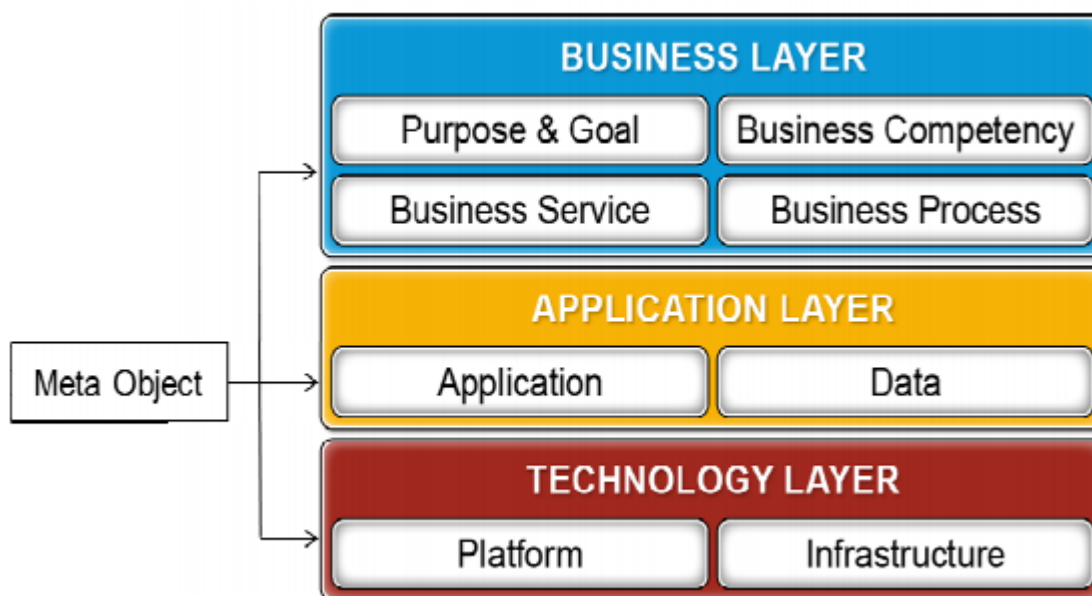 BUSINESS LAYER
Purpose & Goal
Business Competency
Business Service
Business Process
APPLICATION LAYER
Meta Object
Application
Data
TECHNOLOGY LAYER
Platform
Infrastructure